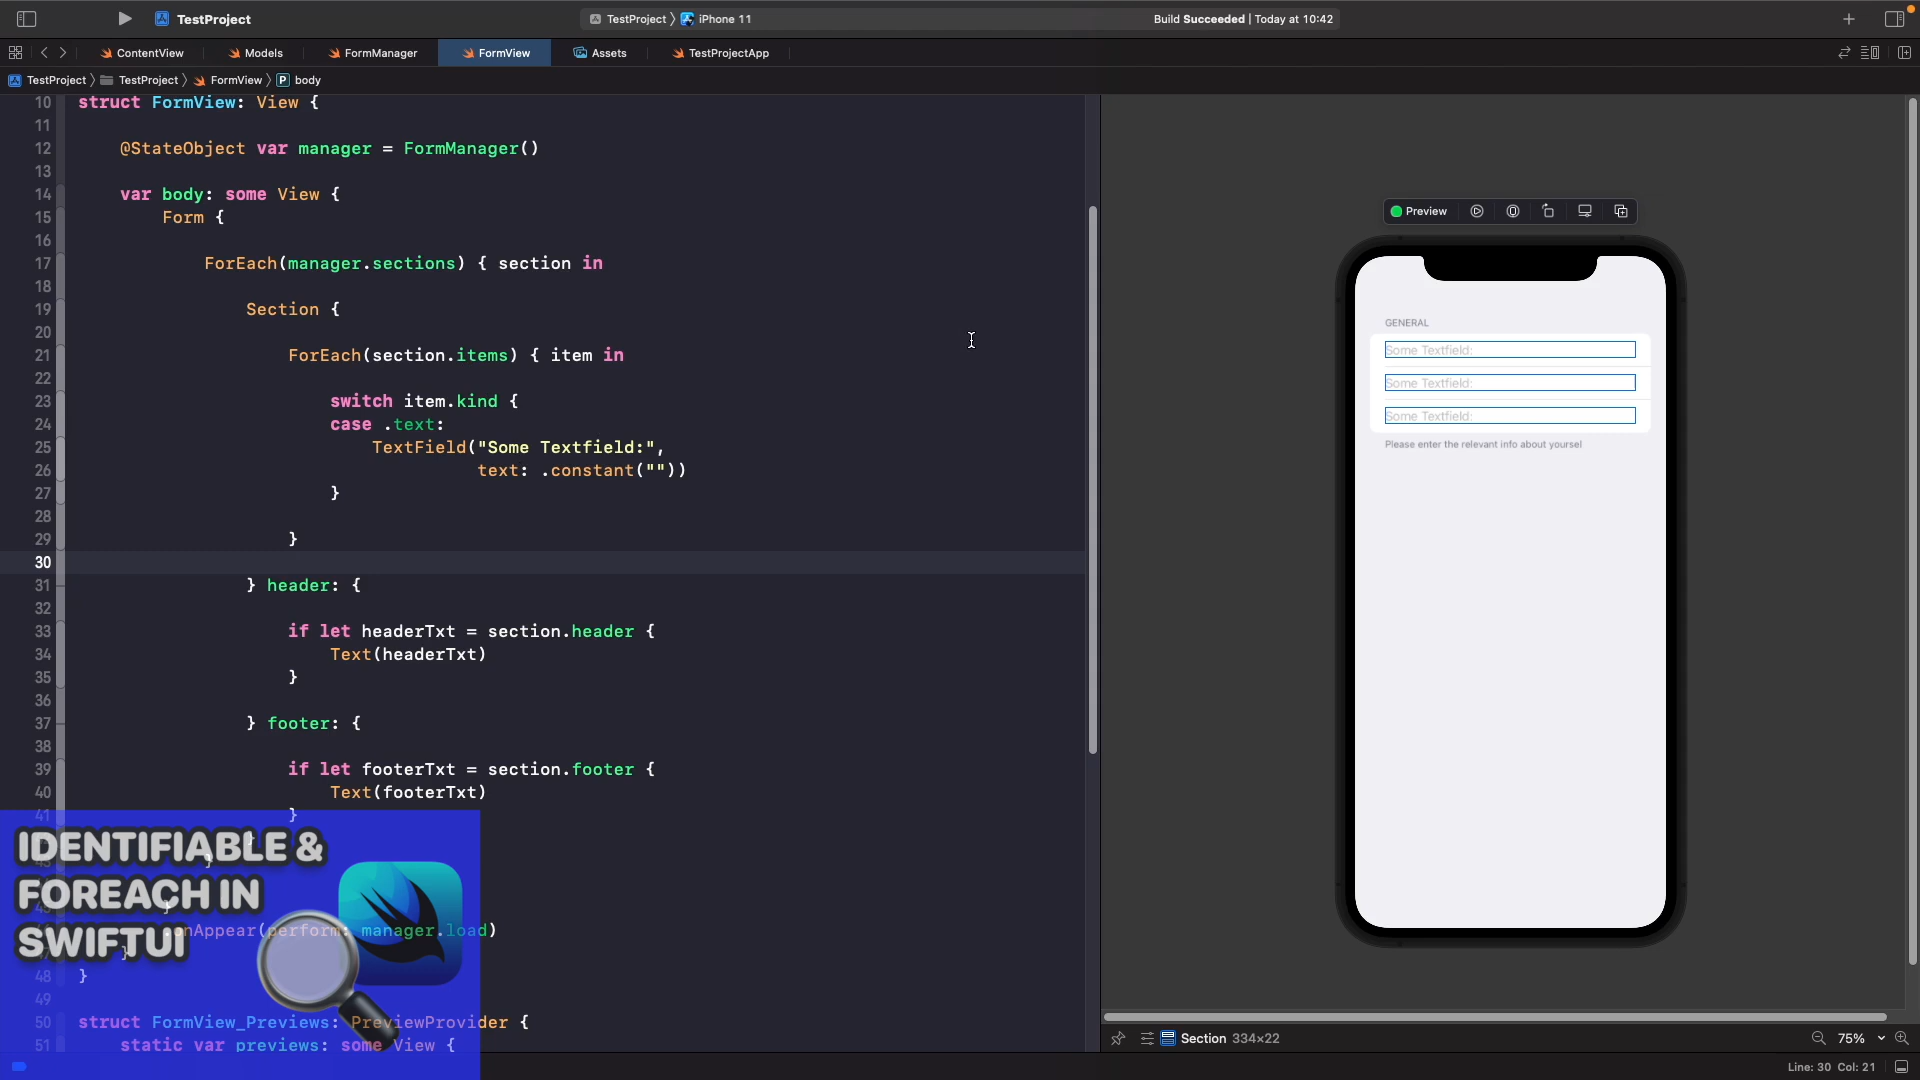 TestProject
TestProject 〉 iPhone 11
Build Succeeded | Today at 10:42
ContentView
Models
FormManager
FormView
Assets
TestProjectApp
TestProject 〉 TestProject 〉 FormView 〉 P body
10 struct FormView: View {
11
12 @StateObject var manager = FormManager()
13
14 var body: some View {
15 Form {
16
17 ForEach(manager.sections) { section in
18
19 Section {
20
21 ForEach(section.items) { item in
22
23 switch item.kind {
24 case .text:
25 TextField("Some Textfield:",
26 text: .constant(""))
27 }
28
29 }
30
31 } header: {
32
33 if let headerTxt = section.header {
34 Text(headerTxt)
35 }
36
37 } footer: {
38
39 if let footerTxt = section.footer {
40 Text(footerTxt)
41 }
}
}
}
.onAppear(perform: manager.load)
}
48 }
49
50 struct FormView_Previews: PreviewProvider {
51 static var previews: some View {
IDENTIFIABLE &
FOREACH IN
SWIFTUI
Preview
GENERAL
Some Textfield:
Some Textfield:
Some Textfield:
Please enter the relevant info about yoursel
Section 334×22
75%
Line: 30 Col: 21